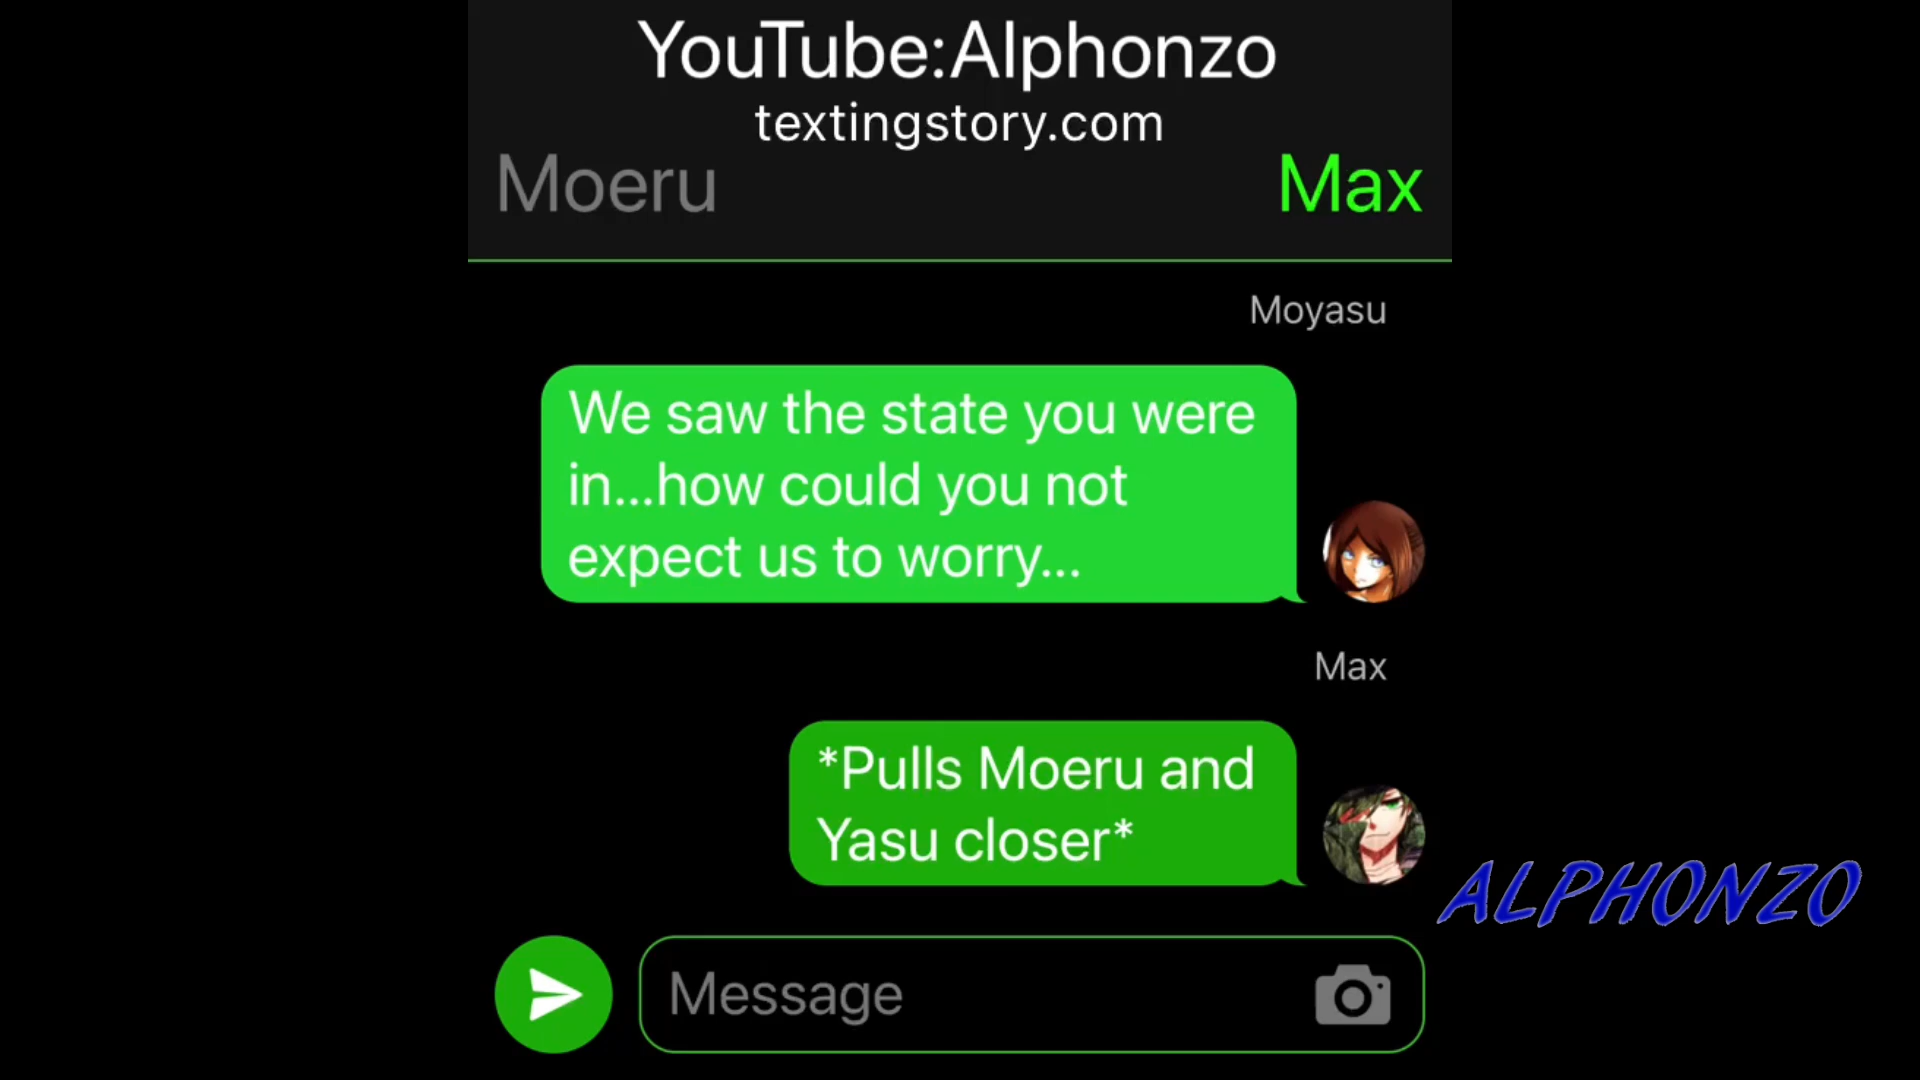 YouTube:Alphonzo
textingstory.com
Moeru
Max
Moyasu
We saw the state you were
in...how could you not
expect us to worry...
Max
*Pulls Moeru and
Yasu closer*
ALPHONZO
Message